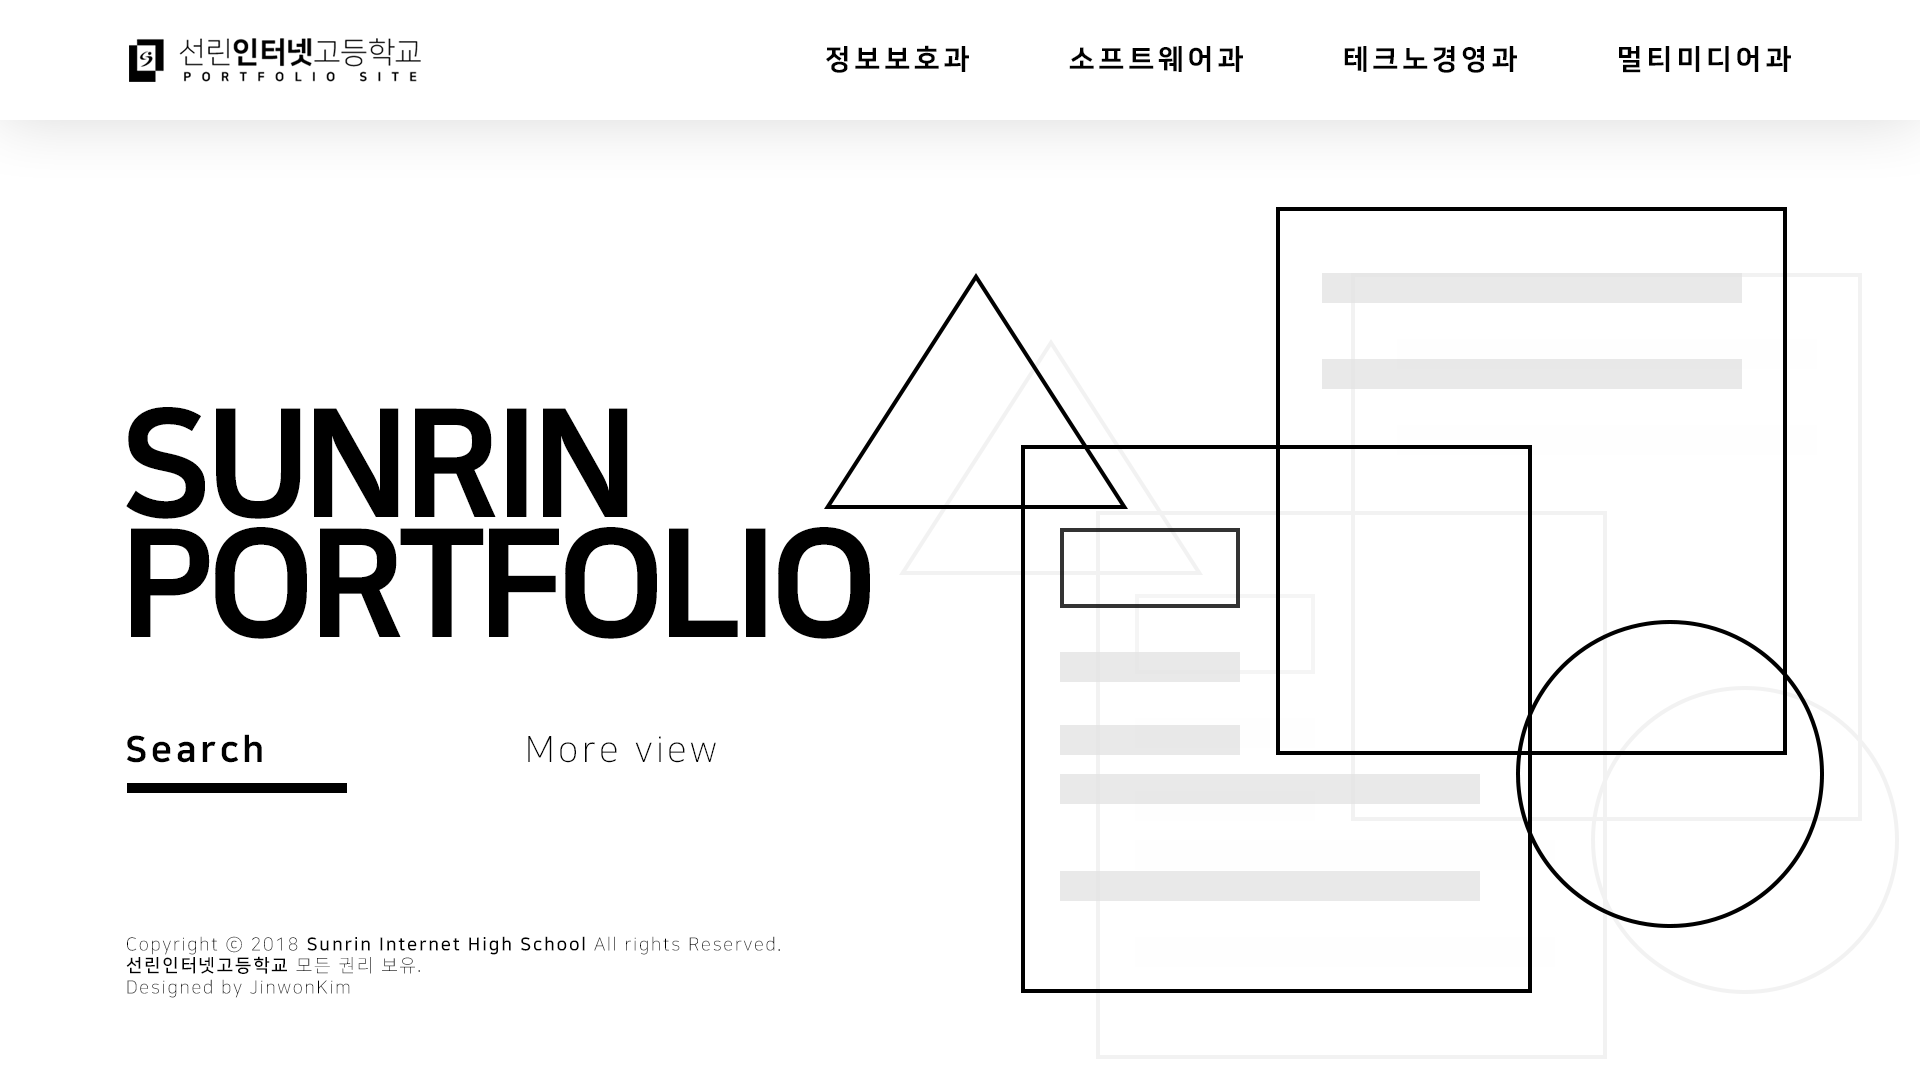 선린인터넷고등학교
PORTFOLIO SITE
정보보호과 소프트웨어과 테크노경영과 멀티미디어과
SUNRIN
PORTFOLIO
Search More view
Copyright © 2018 Sunrin Internet High School All rights Reserved.
선린인터넷고등학교 모든 권리 보유.
Designed by JinwonKim